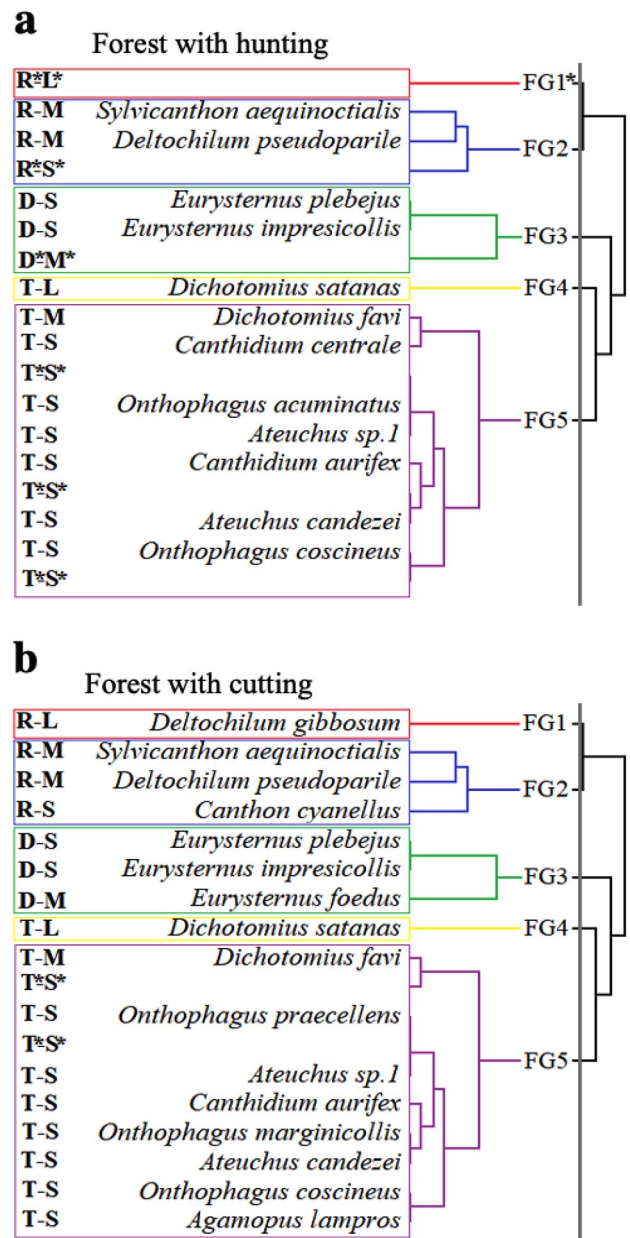 a
Forest with hunting
R*L* FG1*
R-M Sylvicanthon aequinoctialis
R-M Deltochilum pseudoparile FG2
R*S*
D-S Eurysternus plebejus
D-S Eurysternus impresicollis FG3
D*M*
T-L Dichotomius satanas FG4
T-M Dichotomius favi
T-S Canthidium centrale
T*S*
T-S Onthophagus acuminatus FG5
T-S Ateuchus sp.1
T-S Canthidium aurifex
T*S*
T-S Ateuchus candezei
T-S Onthophagus coscineus
T*S*
b
Forest with cutting
R-L Deltochilum gibbosum FG1
R-M Sylvicanthon aequinoctialis
R-M Deltochilum pseudoparile FG2
R-S Canthon cyanellus
D-S Eurysternus plebejus
D-S Eurysternus impresicollis FG3
D-M Eurysternus foedus
T-L Dichotomius satanas FG4
T-M Dichotomius favi
T*S*
T-S Onthophagus praecellens
T*S* FG5
T-S Ateuchus sp.1
T-S Canthidium aurifex
T-S Onthophagus marginicollis
T-S Ateuchus candezei
T-S Onthophagus coscineus
T-S Agamopus lampros